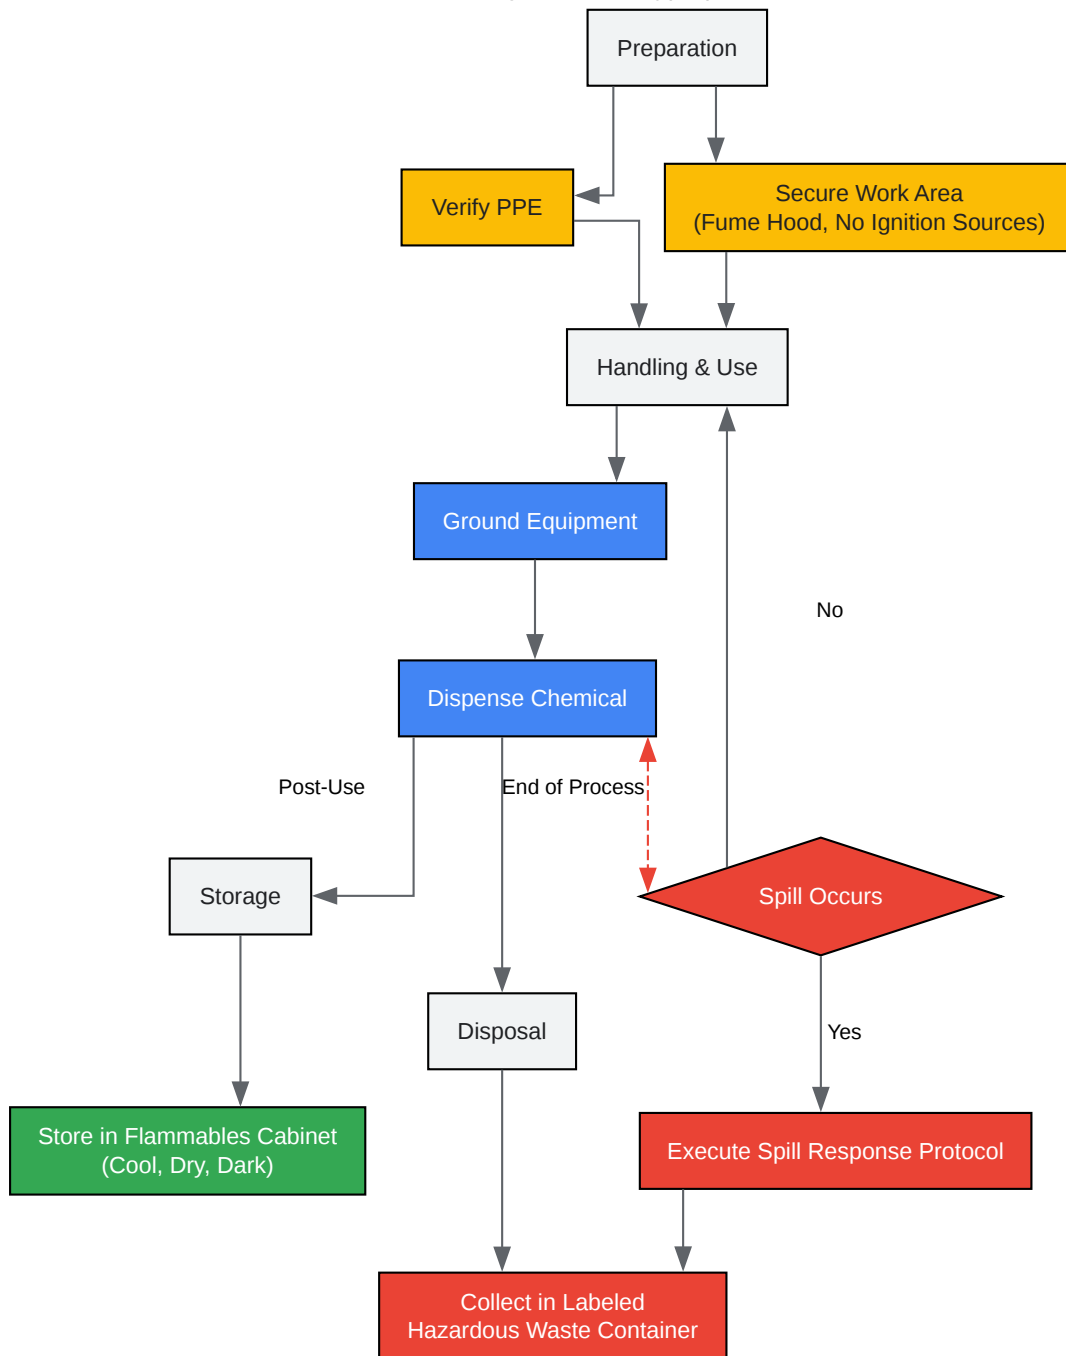 Preparation
Verify PPE
Secure Work Area
(Fume Hood, No Ignition Sources)
Handling & Use
Ground Equipment
No
Dispense Chemical
Post-Use
End of Process
Storage
Spill Occurs
Disposal
Yes
Store in Flammables Cabinet
(Cool, Dry, Dark)
Execute Spill Response Protocol
Collect in Labeled
Hazardous Waste Container